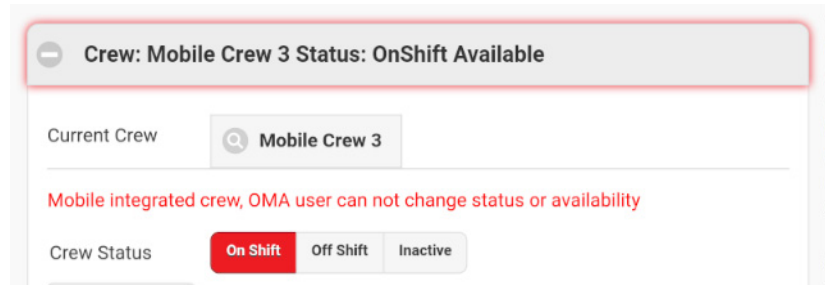 Crew: Mobile Crew 3 Status: OnShift Available
Current Crew Mobile Crew 3
Mobile integrated crew, OMA user can not change status or availability
Crew Status On Shift Off Shift Inactive